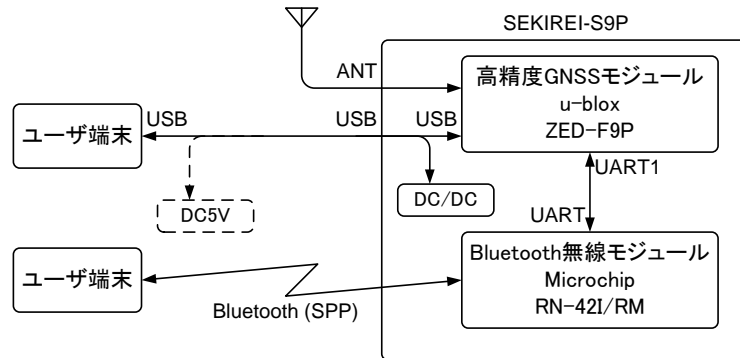 SEKIREI-S9P
ANT
高精度GNSSモジュール
u-blox
ZED-F9P
ユーザ端末
USB
USB
USB
DC5V
DC/DC
UART1
UART
ユーザ端末
Bluetooth (SPP)
Bluetooth無線モジュール
Microchip
RN-42I/RM